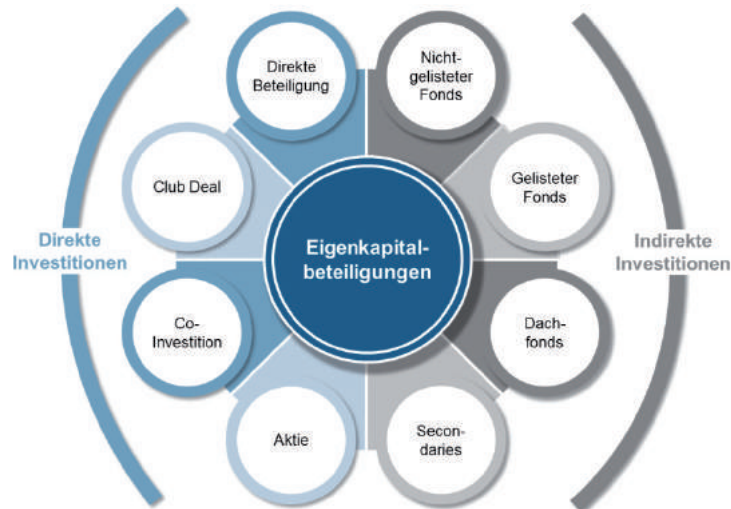 Direkte
Beteiligung
Nicht-
gelisteter
Fonds
Club Deal
Gelisteter
Fonds
Direkte
Investitionen
Eigenkapital-
beteiligungen
Indirekte
Investitionen
Co-
Investition
Dach-
fonds
Aktie
Secon-
daries